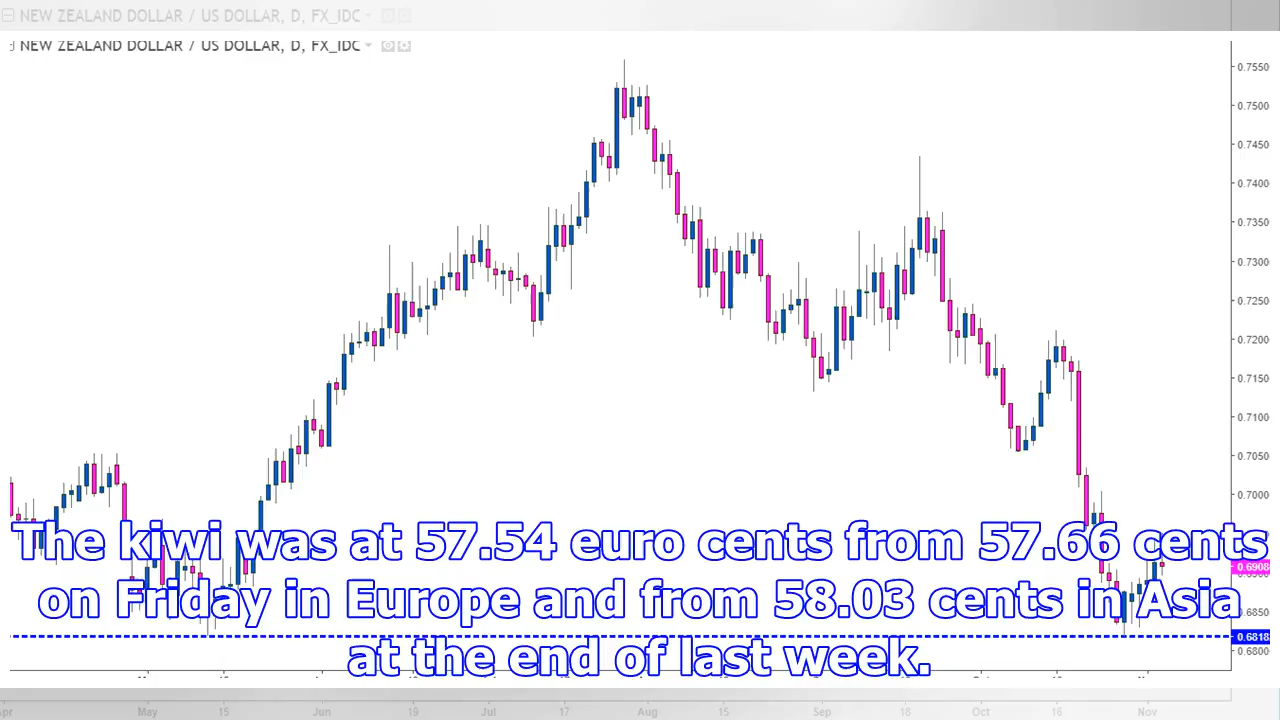 NEW ZEALAND DOLLAR / US DOLLAR, D, FX_IDC
NEW ZEALAND DOLLAR / US DOLLAR, D, FX_IDC
0.7550
0.7500
0.7450
0.7400
0.7350
0.7300
0.7250
0.7200
0.7150
0.7100
0.7050
0.7000
The kiwi was at 57.54 euro cents from 57.66 cents
0.6908
on Friday in Europe and from 58.03 cents in Asia
0.6850
0.6818
at the end of last week.
0.6800
Apr May 15 Jun 19 Jul 17 Aug 15 Sep 18 Oct 16 Nov